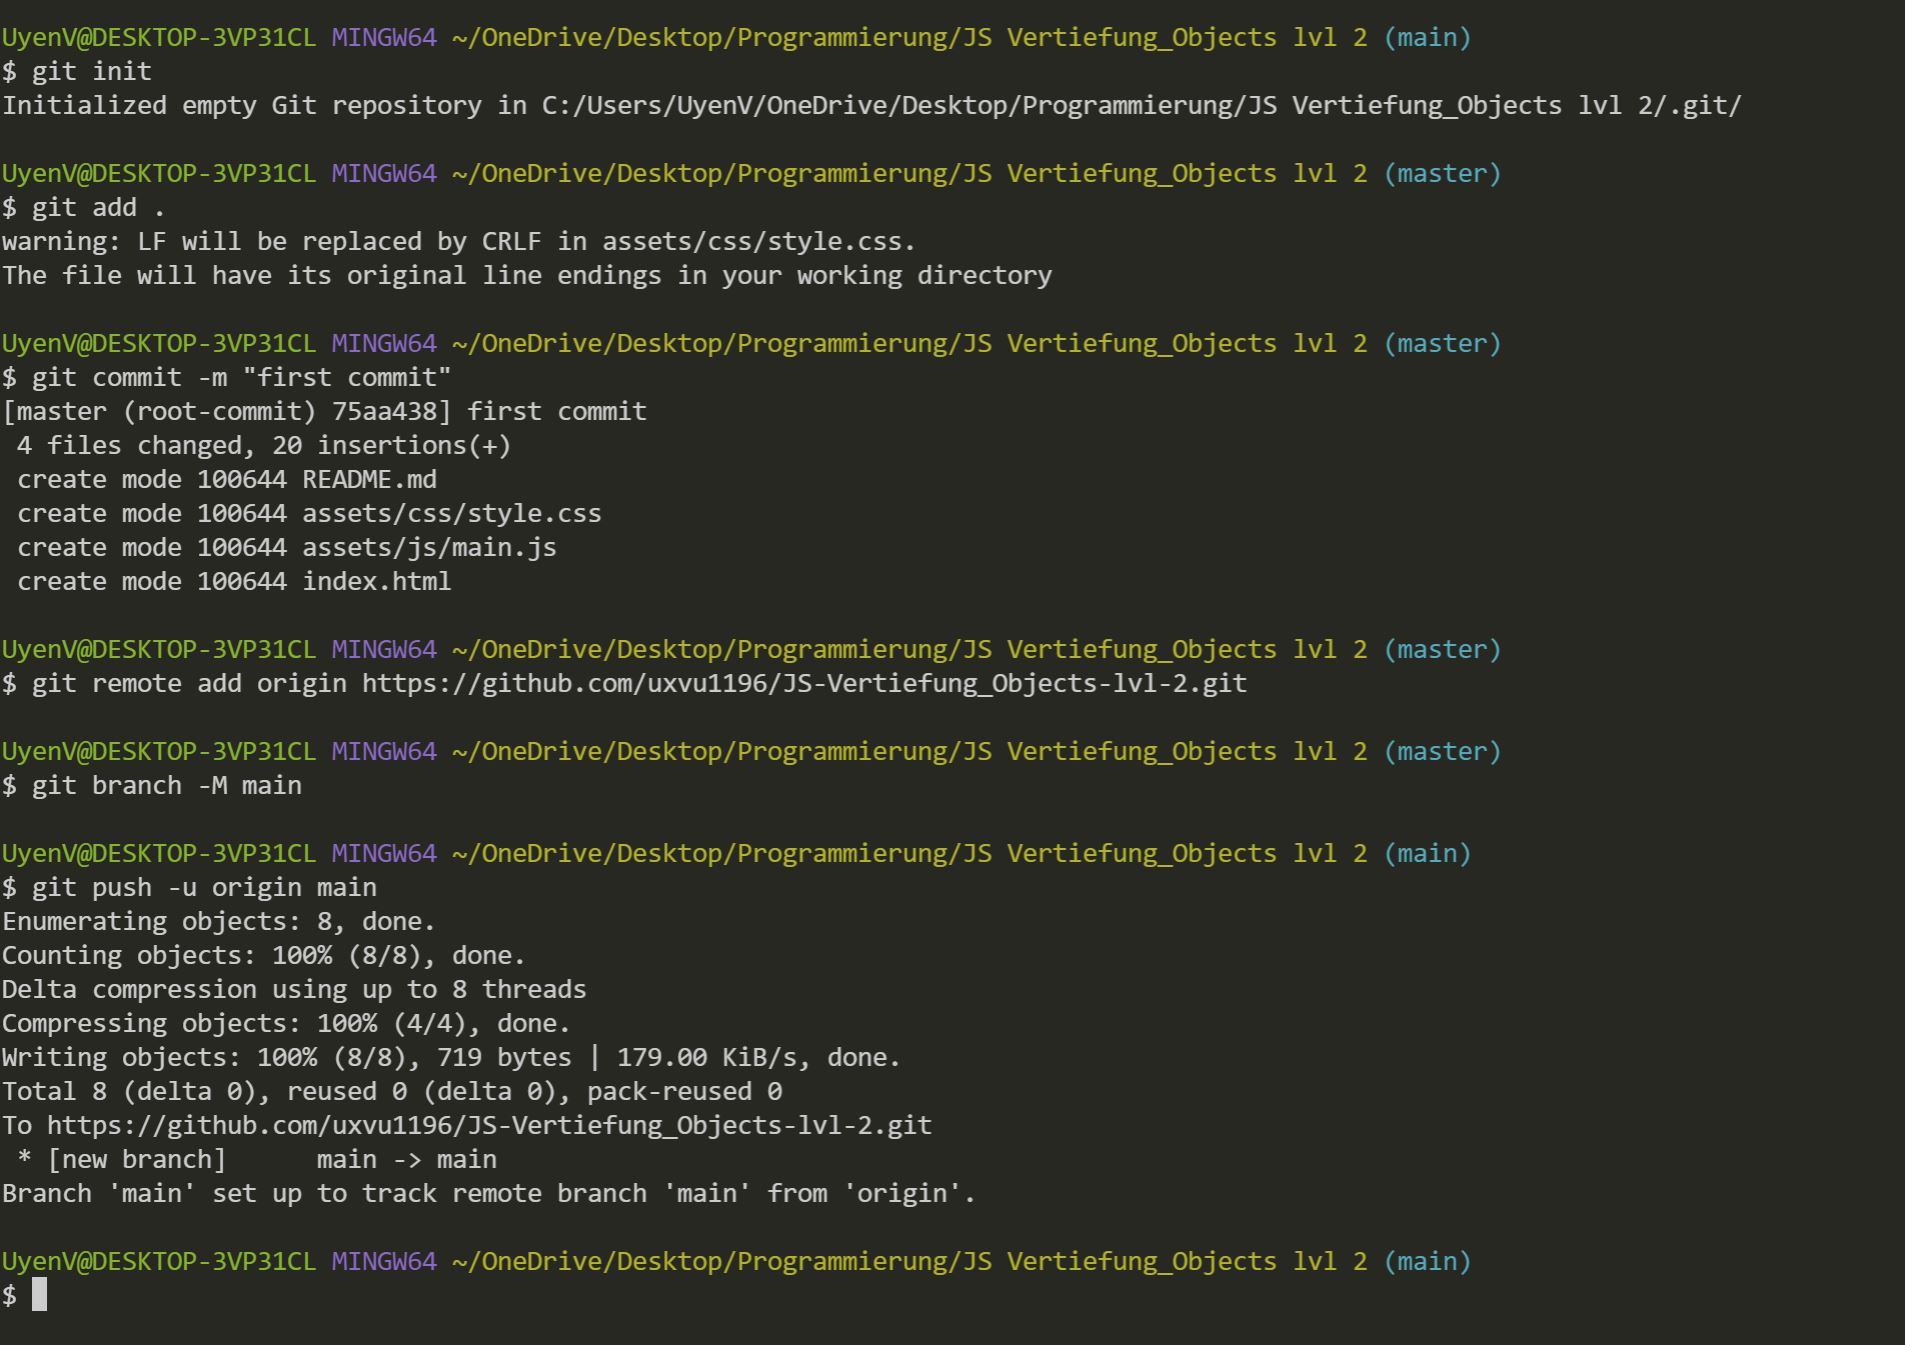 UyenV@DESKTOP-3VP31CL MINGW64 ~/OneDrive/Desktop/Programmierung/JS Vertiefung_Objects lvl 2 (main)
$ git init
Initialized empty Git repository in C:/Users/UyenV/OneDrive/Desktop/Programmierung/JS Vertiefung_Objects lvl 2/.git/
UyenV@DESKTOP-3VP31CL MINGW64 ~/OneDrive/Desktop/Programmierung/JS Vertiefung_Objects lvl 2 (master)
$ git add .
warning: LF will be replaced by CRLF in assets/css/style.css.
The file will have its original line endings in your working directory
UyenV@DESKTOP-3VP31CL MINGW64 ~/OneDrive/Desktop/Programmierung/JS Vertiefung_Objects lvl 2 (master)
$ git commit -m "first commit"
[master (root-commit) 75aa438] first commit
 4 files changed, 20 insertions(+)
 create mode 100644 README.md
 create mode 100644 assets/css/style.css
 create mode 100644 assets/js/main.js
 create mode 100644 index.html
UyenV@DESKTOP-3VP31CL MINGW64 ~/OneDrive/Desktop/Programmierung/JS Vertiefung_Objects lvl 2 (master)
$ git remote add origin https://github.com/uxvu1196/JS-Vertiefung_Objects-lvl-2.git
UyenV@DESKTOP-3VP31CL MINGW64 ~/OneDrive/Desktop/Programmierung/JS Vertiefung_Objects lvl 2 (master)
$ git branch -M main
UyenV@DESKTOP-3VP31CL MINGW64 ~/OneDrive/Desktop/Programmierung/JS Vertiefung_Objects lvl 2 (main)
$ git push -u origin main
Enumerating objects: 8, done.
Counting objects: 100% (8/8), done.
Delta compression using up to 8 threads
Compressing objects: 100% (4/4), done.
Writing objects: 100% (8/8), 719 bytes | 179.00 KiB/s, done.
Total 8 (delta 0), reused 0 (delta 0), pack-reused 0
To https://github.com/uxvu1196/JS-Vertiefung_Objects-lvl-2.git
 * [new branch]      main -> main
Branch 'main' set up to track remote branch 'main' from 'origin'.
UyenV@DESKTOP-3VP31CL MINGW64 ~/OneDrive/Desktop/Programmierung/JS Vertiefung_Objects lvl 2 (main)
$